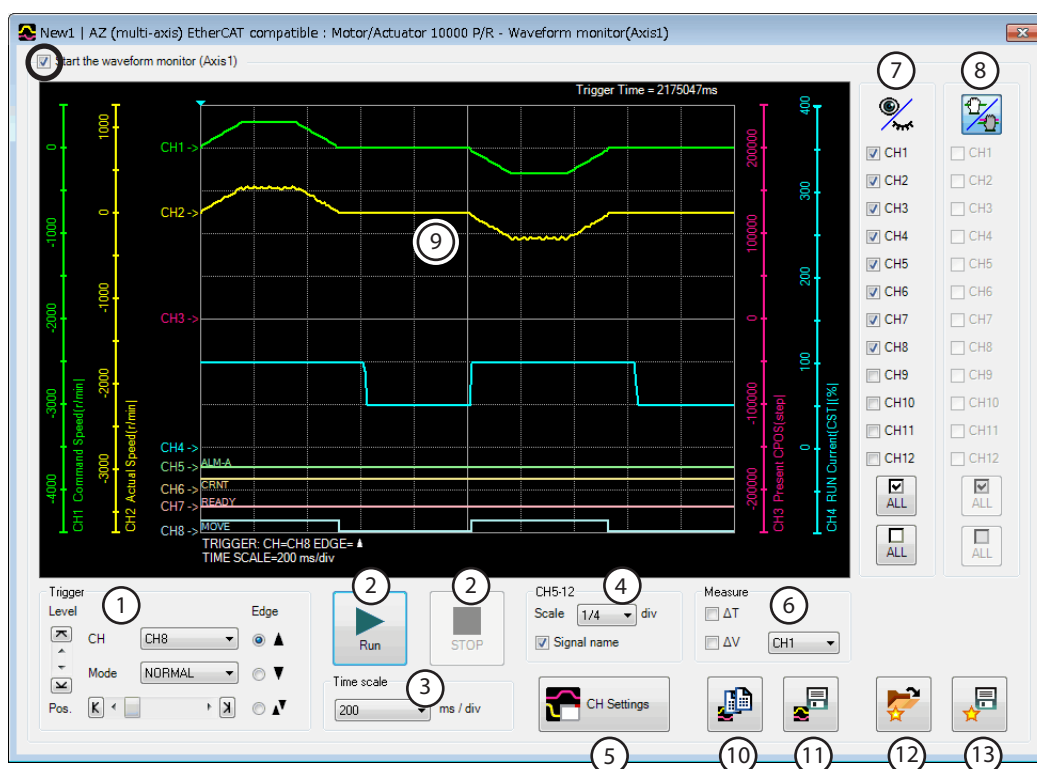 New1 | AZ (multi-axis) EtherCAT compatible : Motor/Actuator 10000 P/R - Waveform monitor(Axis1)
Start the waveform monitor (Axis1)
7
8
Trigger Time = 2175047ms
0
-1000
-2000
-3000
-4000
CH1 Command Speed[r/min]
1000
0
-1000
-2000
-3000
CH2 Actual Speed[r/min]
CH1->
CH2->
CH3->
CH4->
CH5->
CH6->
CH7->
CH8->
ALM-A
CRNT
READY
MOVE
9
TRIGGER: CH=CH8 EDGE=
TIME SCALE=200 ms/div
200000
100000
0
-100000
-200000
CH3 Present CPOS[step]
400
300
200
100
0
CH4 RUN Current(CST)[%]
CH1
CH2
CH3
CH4
CH5
CH6
CH7
CH8
CH9
CH10
CH11
CH12
ALL
ALL
CH1
CH2
CH3
CH4
CH5
CH6
CH7
CH8
CH9
CH10
CH11
CH12
ALL
ALL
Trigger
1
Level
Edge
CH
CH8
Mode
NORMAL
Pos.
2
Run
2
STOP
Time scale
3
200
ms / div
CH5-12
4
Scale
1/4
div
Signal name
Measure
6
ΔT
ΔV
CH1
CH Settings
5
10
11
12
13